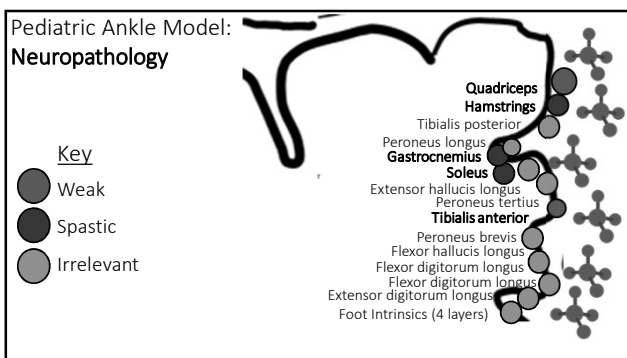 Pediatric Ankle Model:
Neuropathology
Key
Weak
Spastic
Irrelevant
Quadriceps
Hamstrings
Tibialis posterior
Peroneus longus
Gastrocnemius
Soleus
Extensor hallucis longus
Peroneus tertius
Tibialis anterior
Peroneus brevis
Flexor hallucis longus
Flexor digitorum longus
Flexor digitorum longus
Extensor digitorum longus
Foot Intrinsics (4 layers)